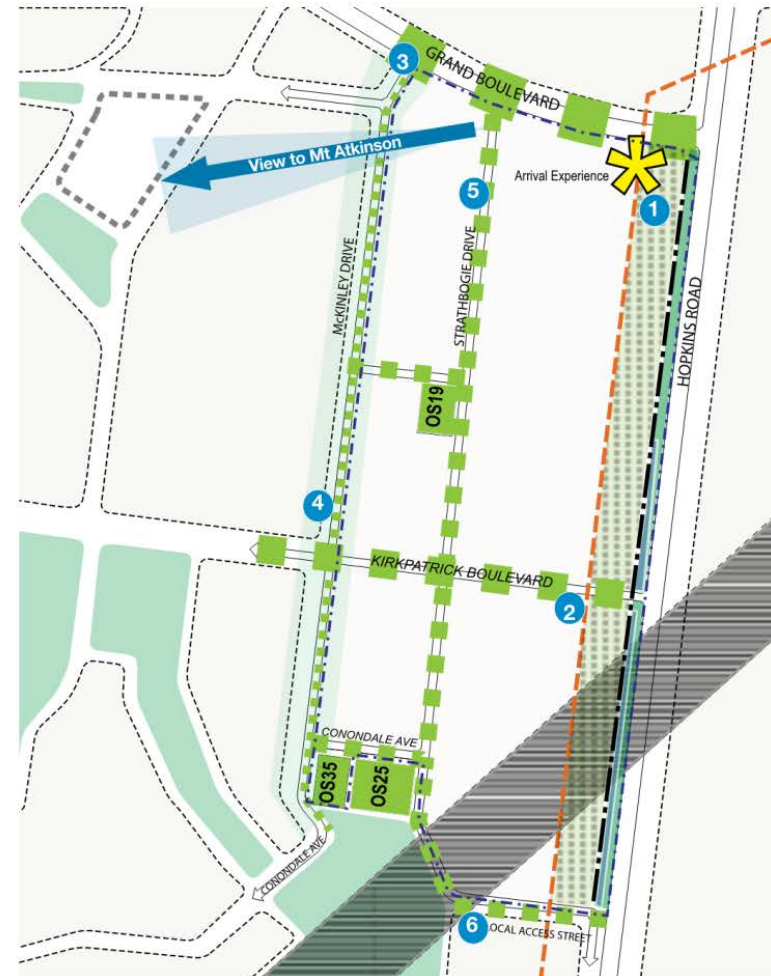 3
GRAND BOULEVARD
View to Mt Atkinson
Arrival Experience
1
5
McKINLEY DRIVE
STRATHBOGIE DRIVE
HOPKINS ROAD
OS19
4
KIRKPATRICK BOULEVARD
2
CONONDALE AVE
OS35
OS25
CONONDALE AVE
6
OCAL ACCESS STREET